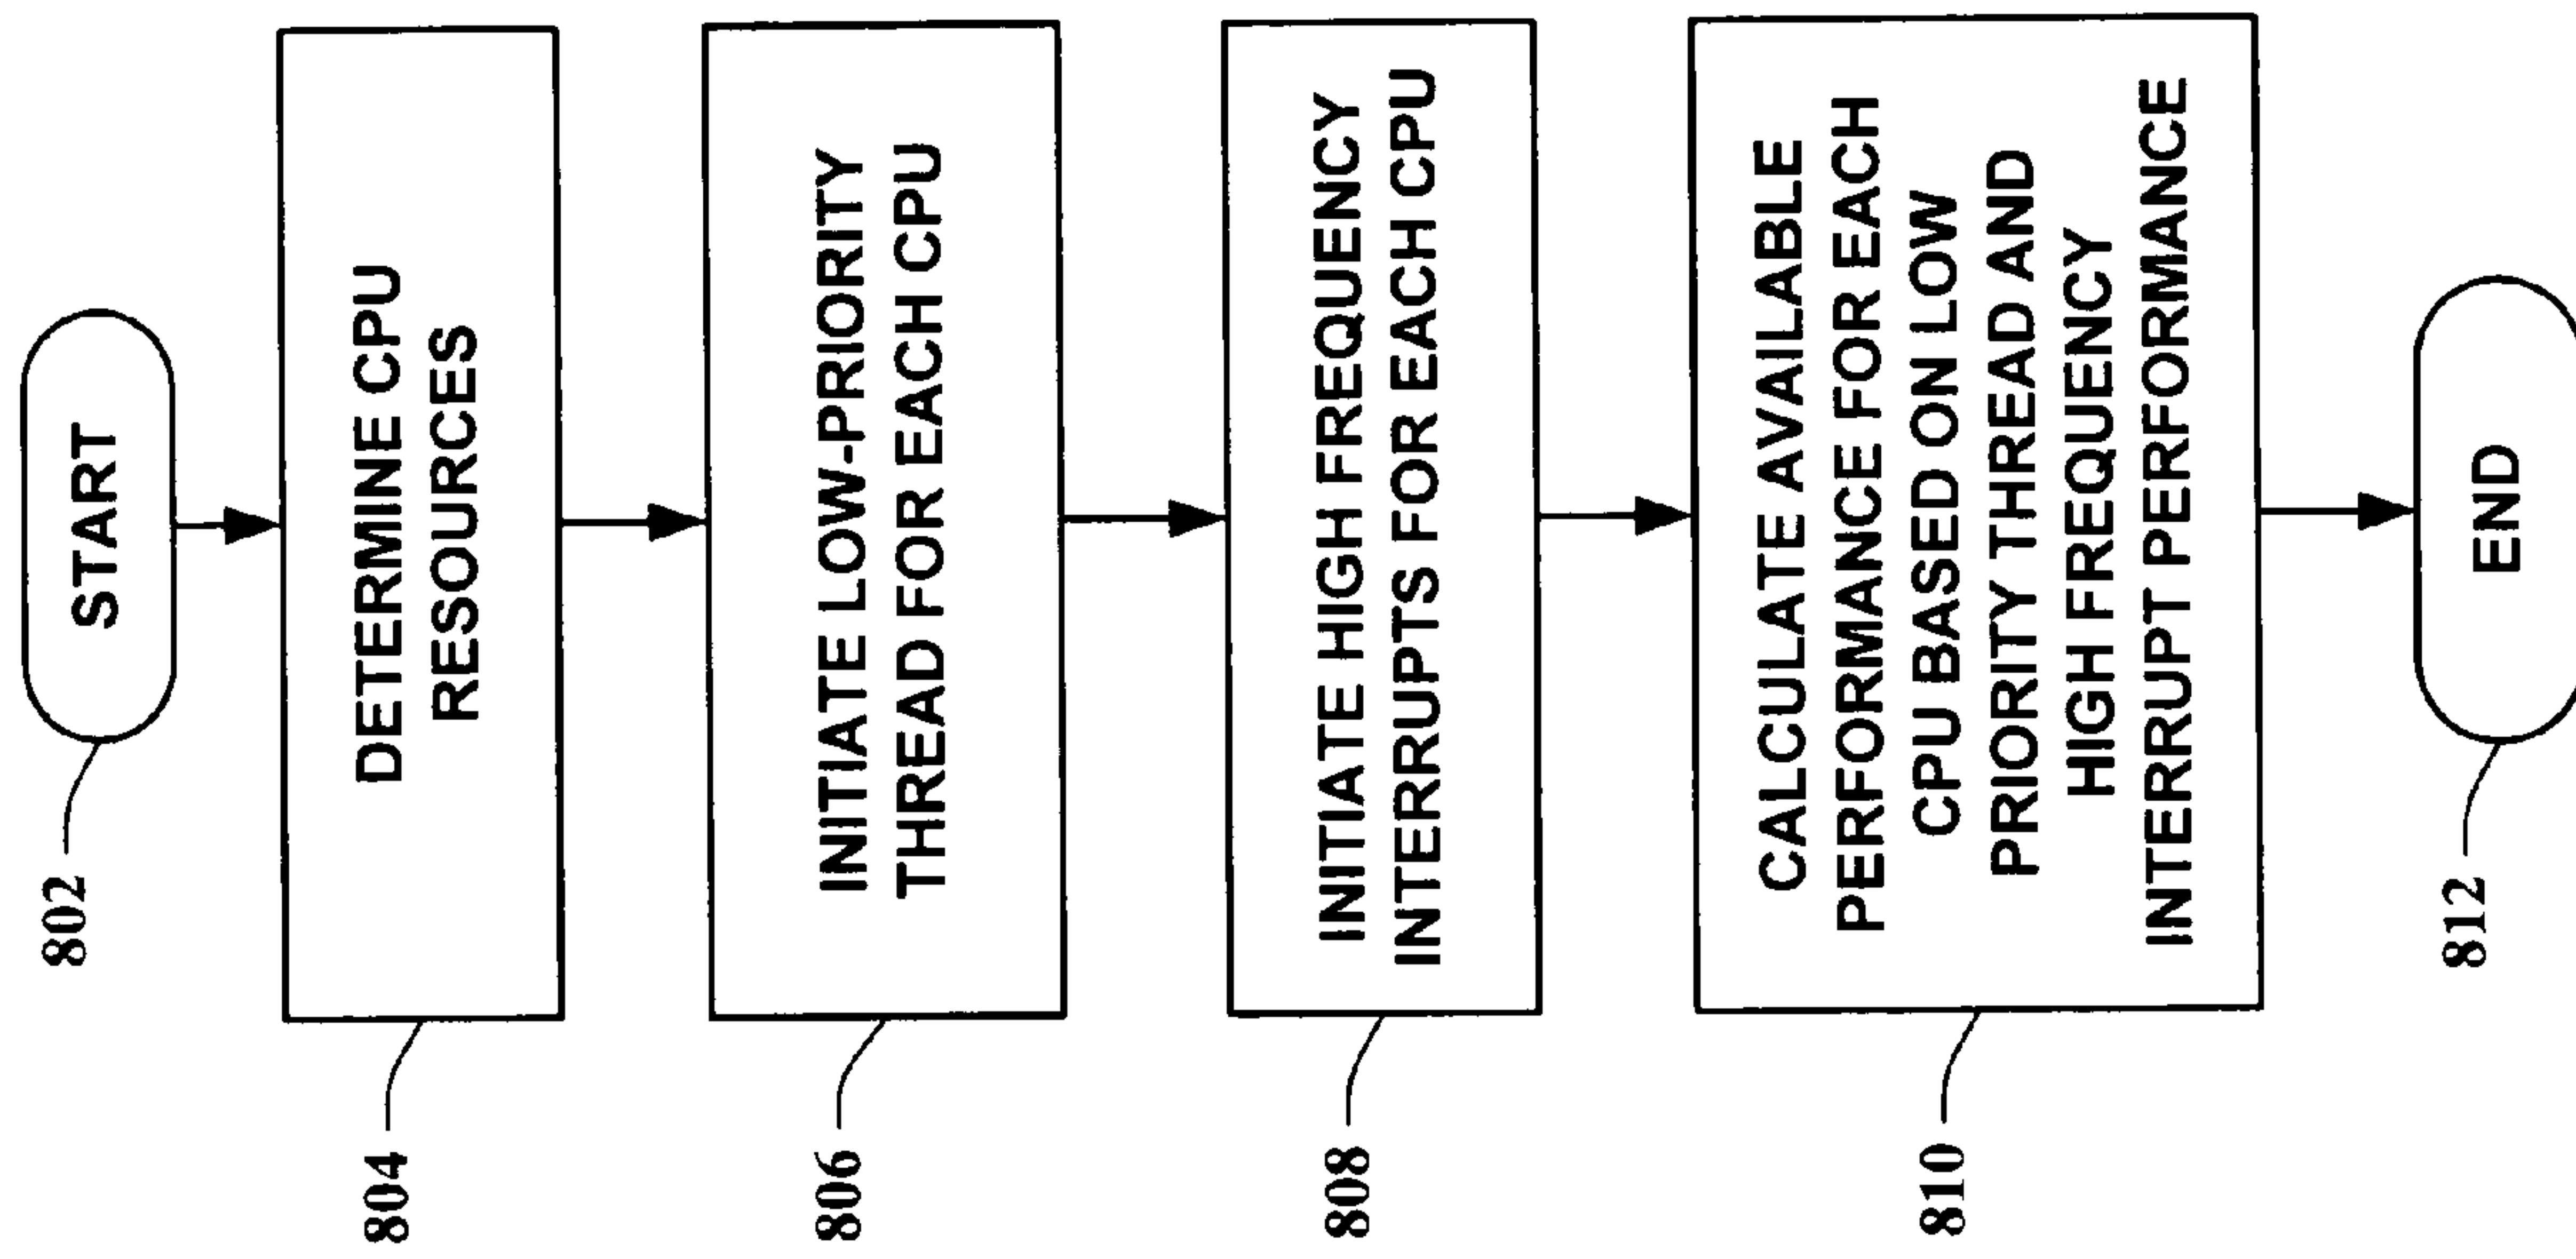 START
802
DETERMINE CPU
RESOURCES
804
INITIATE LOW-PRIORITY
THREAD FOR EACH CPU
806
INITIATE HIGH FREQUENCY
INTERRUPTS FOR EACH CPU
808
CALCULATE AVAILABLE
PERFORMANCE FOR EACH
CPU BASED ON LOW
PRIORITY THREAD AND
HIGH FREQUENCY
INTERRUPT PERFORMANCE
810
END
812